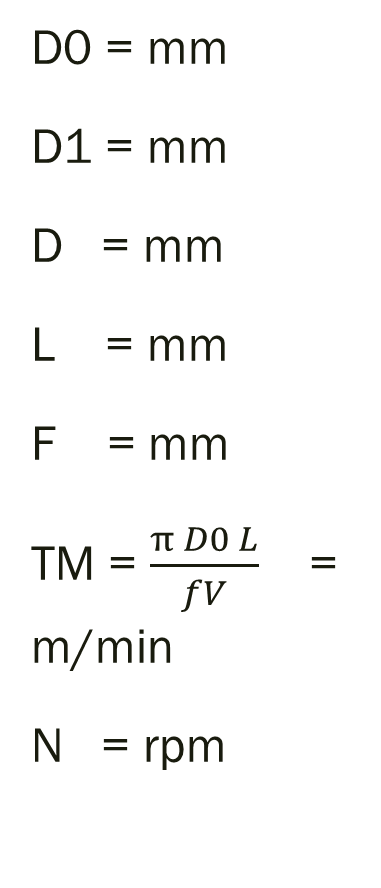 D0 = mm
D1 = mm
D = mm
L = mm
F = mm
TM = π D0 L / fV =
m/min
N = rpm